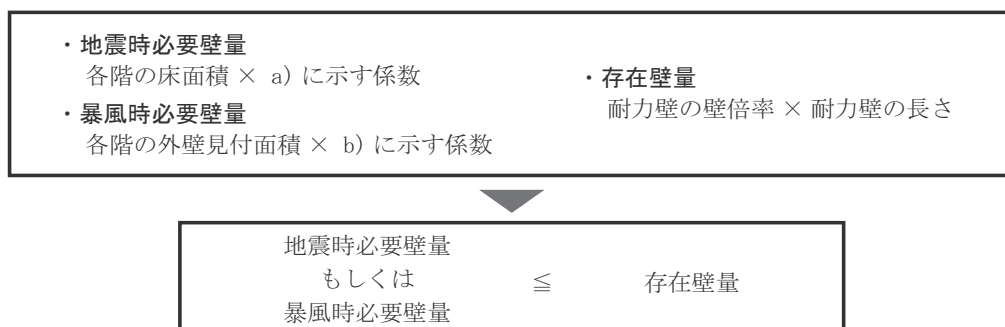 ・地震時必要壁量
各階の床面積 × a) に示す係数
・暴風時必要壁量
各階の外壁見付面積 × b) に示す係数
・存在壁量
耐力壁の壁倍率 × 耐力壁の長さ
地震時必要壁量
もしくは ≦ 存在壁量
暴風時必要壁量